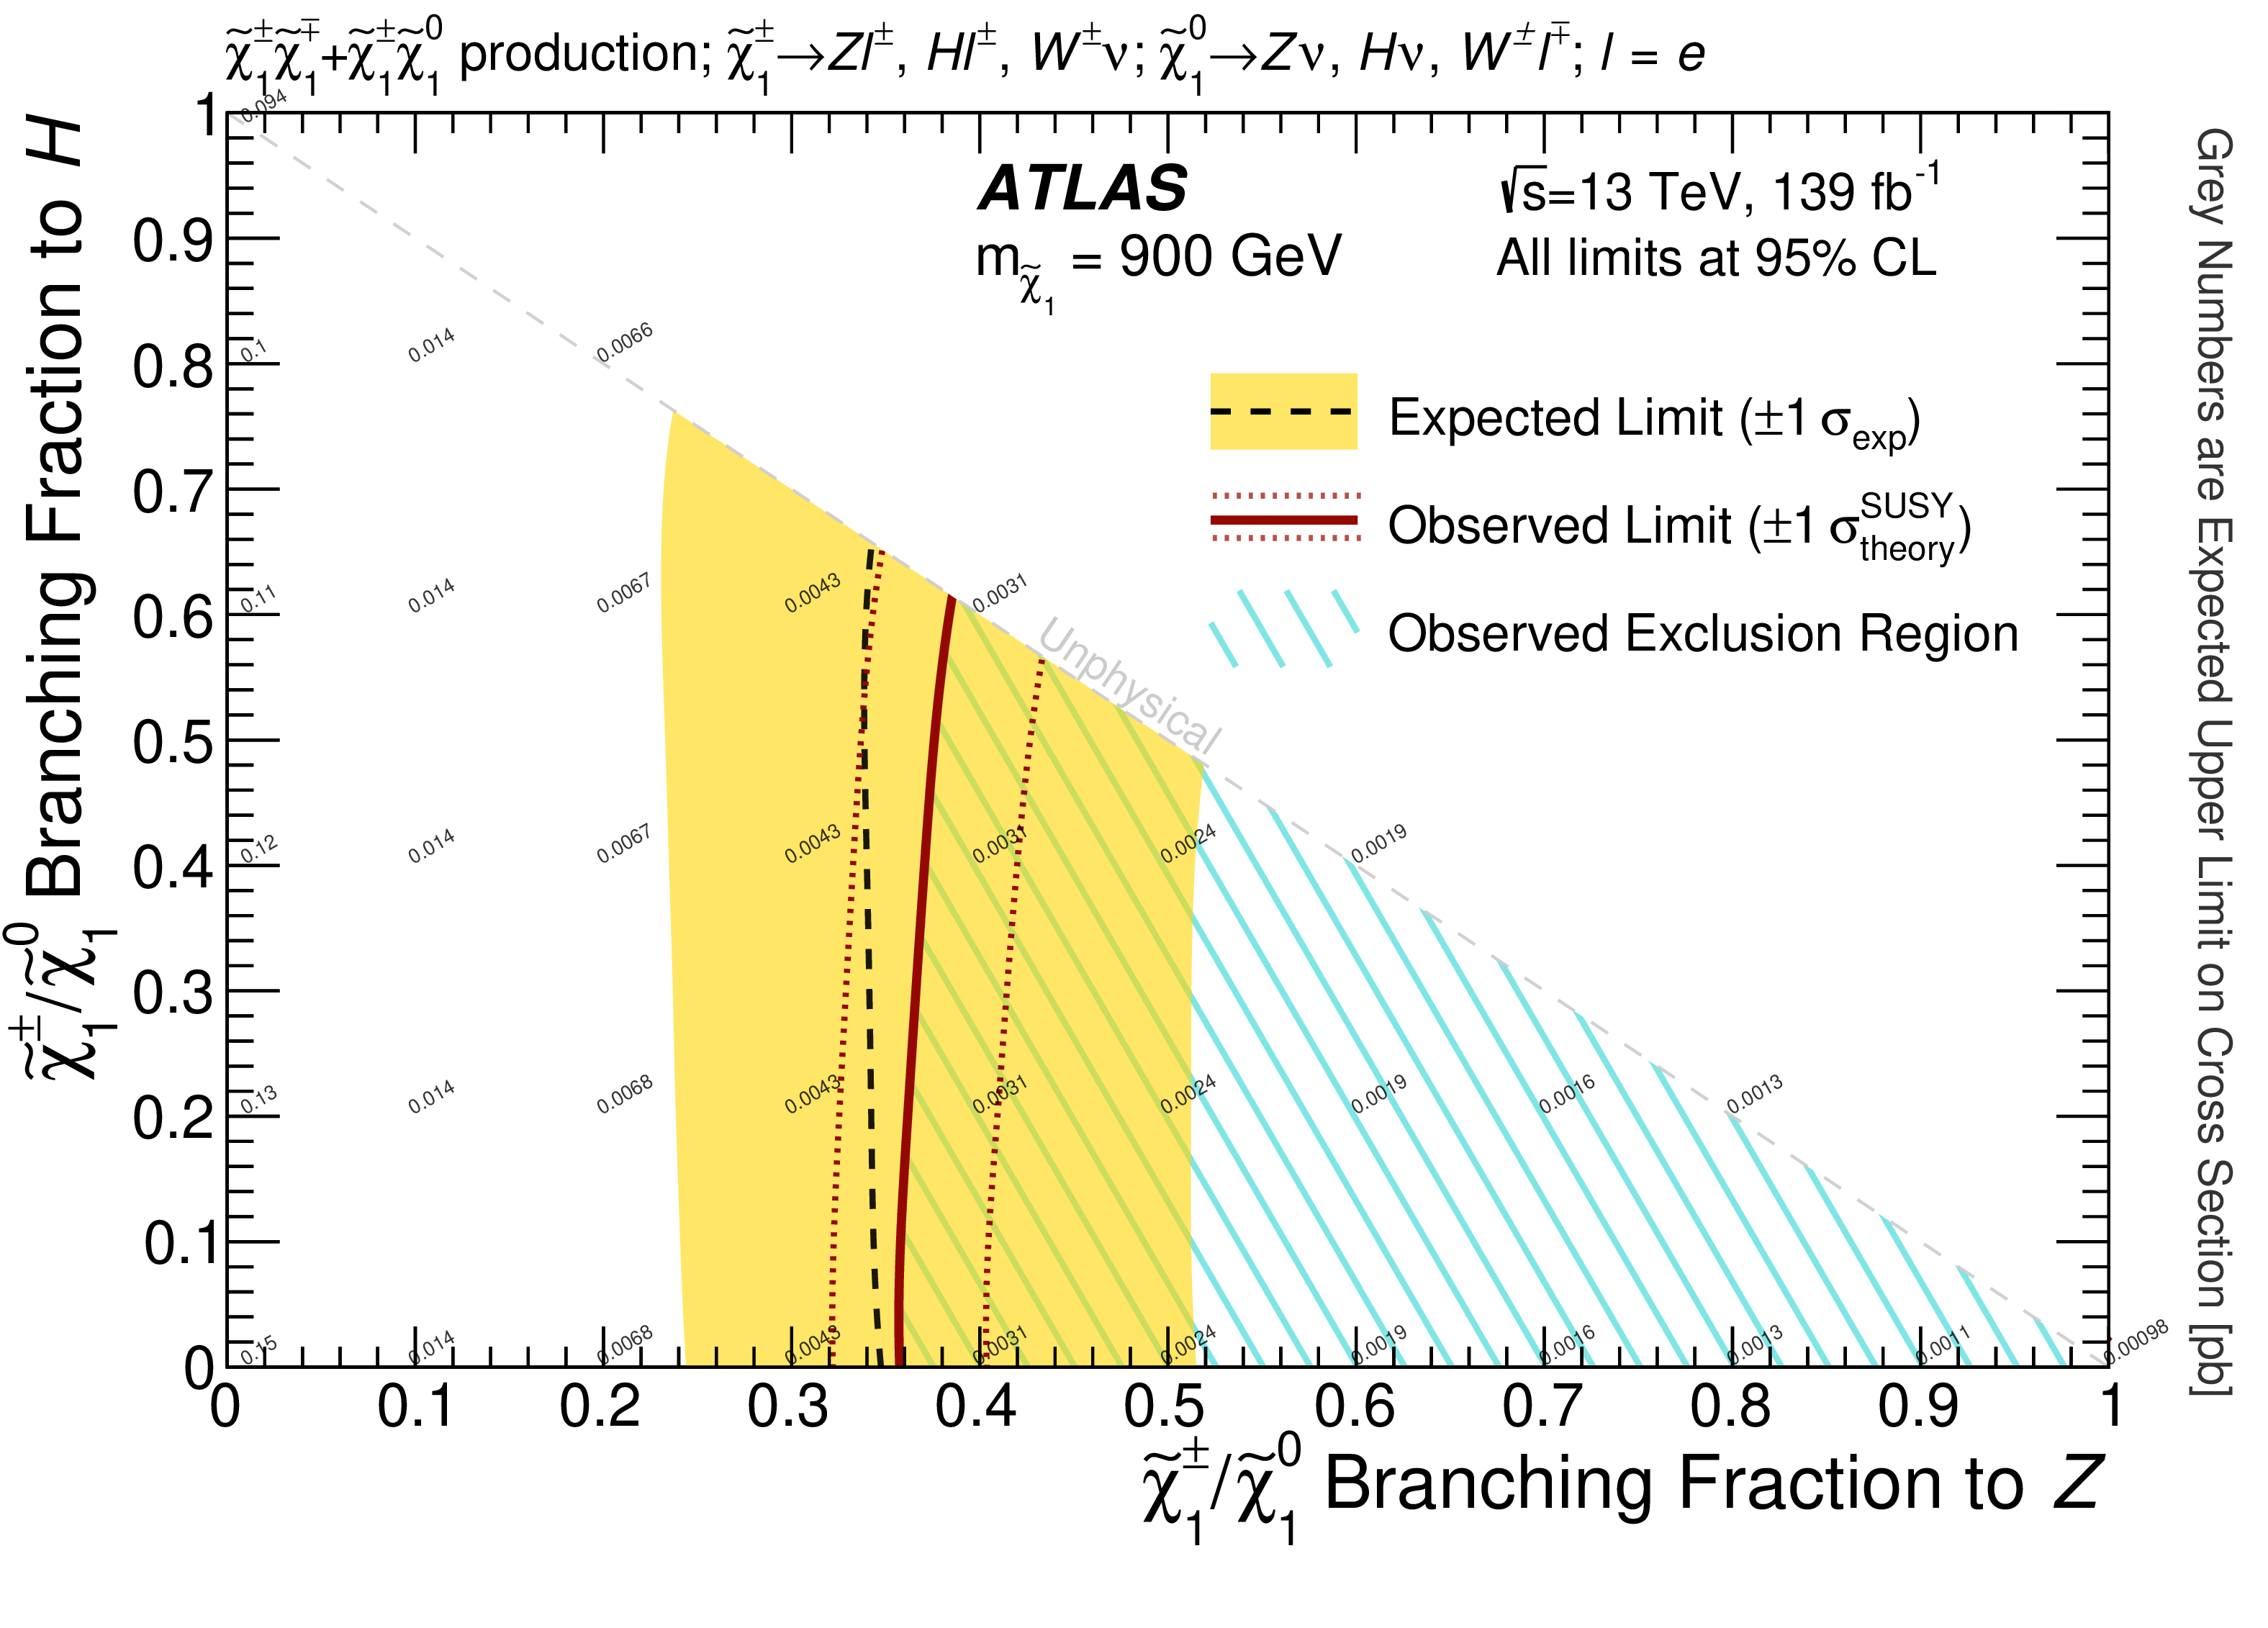 χ̃₁±χ̃₁∓+χ̃₁±χ̃₁⁰ production; χ̃₁±→Zl±, Hl±, W±ν; χ̃₁⁰→Zν, Hν, W±l∓; l = e
ATLAS
m_χ̃₁ = 900 GeV
√s=13 TeV, 139 fb⁻¹
All limits at 95% CL
Expected Limit (±1 σ_exp)
Observed Limit (±1 σ_theory^SUSY)
Observed Exclusion Region
Unphysical
χ̃₁±/χ̃₁⁰ Branching Fraction to H
1
0.9
0.8
0.7
0.6
0.5
0.4
0.3
0.2
0.1
0
0.094
0.1 0.014 0.0066
0.11 0.014 0.0067 0.0043 0.0031
0.12 0.014 0.0067 0.0043 0.0031 0.0024 0.0019
0.13 0.014 0.0068 0.0043 0.0031 0.0024 0.0019 0.0016 0.0013
0.15 0.014 0.0068 0.0043 0.0031 0.0024 0.0019 0.0016 0.0013 0.0011 0.00098
0 0.1 0.2 0.3 0.4 0.5 0.6 0.7 0.8 0.9 1
χ̃₁±/χ̃₁⁰ Branching Fraction to Z
Grey Numbers are Expected Upper Limit on Cross Section [pb]